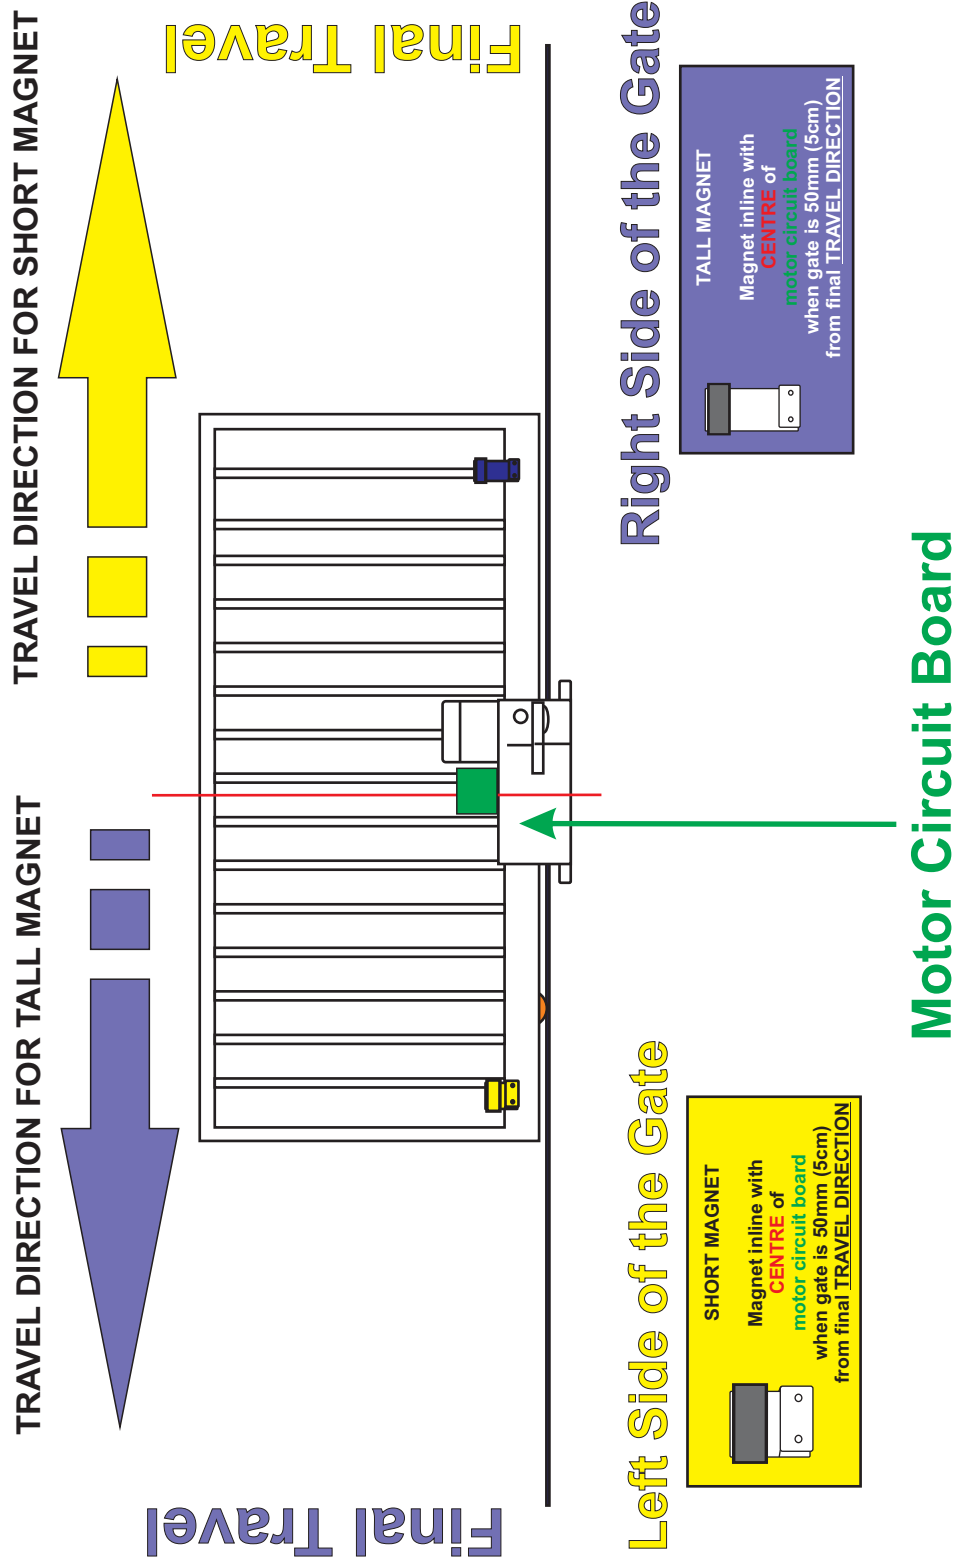 TRAVEL DIRECTION FOR TALL MAGNET
TRAVEL DIRECTION FOR SHORT MAGNET
Final Travel
Final Travel
Left Side of the Gate
Right Side of the Gate
SHORT MAGNET
Magnet inline with
CENTRE of
motor circuit board
when gate is 50mm (5cm)
from final TRAVEL DIRECTION
TALL MAGNET
Magnet inline with
CENTRE of
motor circuit board
when gate is 50mm (5cm)
from final TRAVEL DIRECTION
Motor Circuit Board